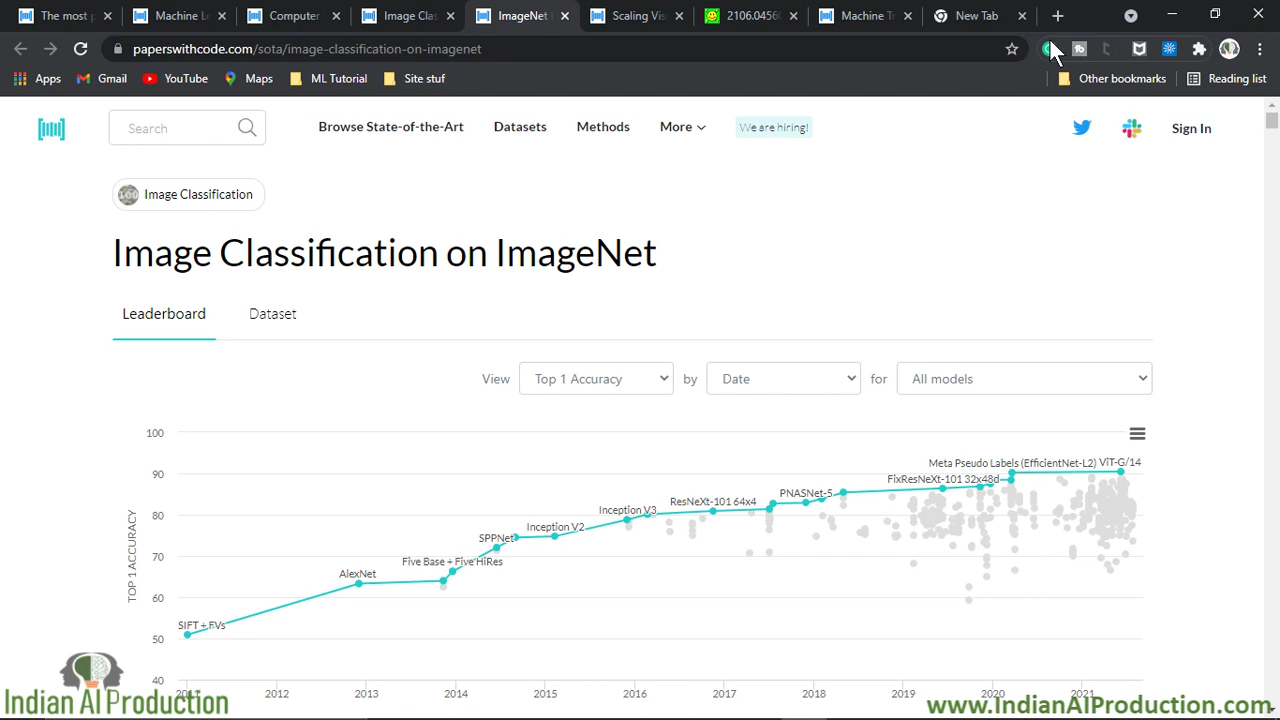 The most p
Machine Le
Computer
Image Clas
ImageNet
Scaling Vis
2106.04560
Machine Tr
New Tab
paperswithcode.com/sota/image-classification-on-imagenet
Apps
Gmail
YouTube
Maps
ML Tutorial
Site stuf
Other bookmarks
Reading list
Search
Browse State-of-the-Art
Datasets
Methods
More
We are hiring!
Sign In
Image Classification
Image Classification on ImageNet
Leaderboard
Dataset
View
Top 1 Accuracy
by
Date
for
All models
TOP 1 ACCURACY
100
90
80
70
60
50
40
SIFT + FVs
AlexNet
Five Base + Five HiRes
SPPNet
Inception V2
Inception V3
ResNeXt-101 64x4
PNASNet-5
FixResNeXt-101 32x48d
Meta Pseudo Labels (EfficientNet-L2)
ViT-G/14
2012
2013
2014
2015
2016
2017
2018
2019
2020
2021
Indian AI Production
www.IndianAIProduction.com